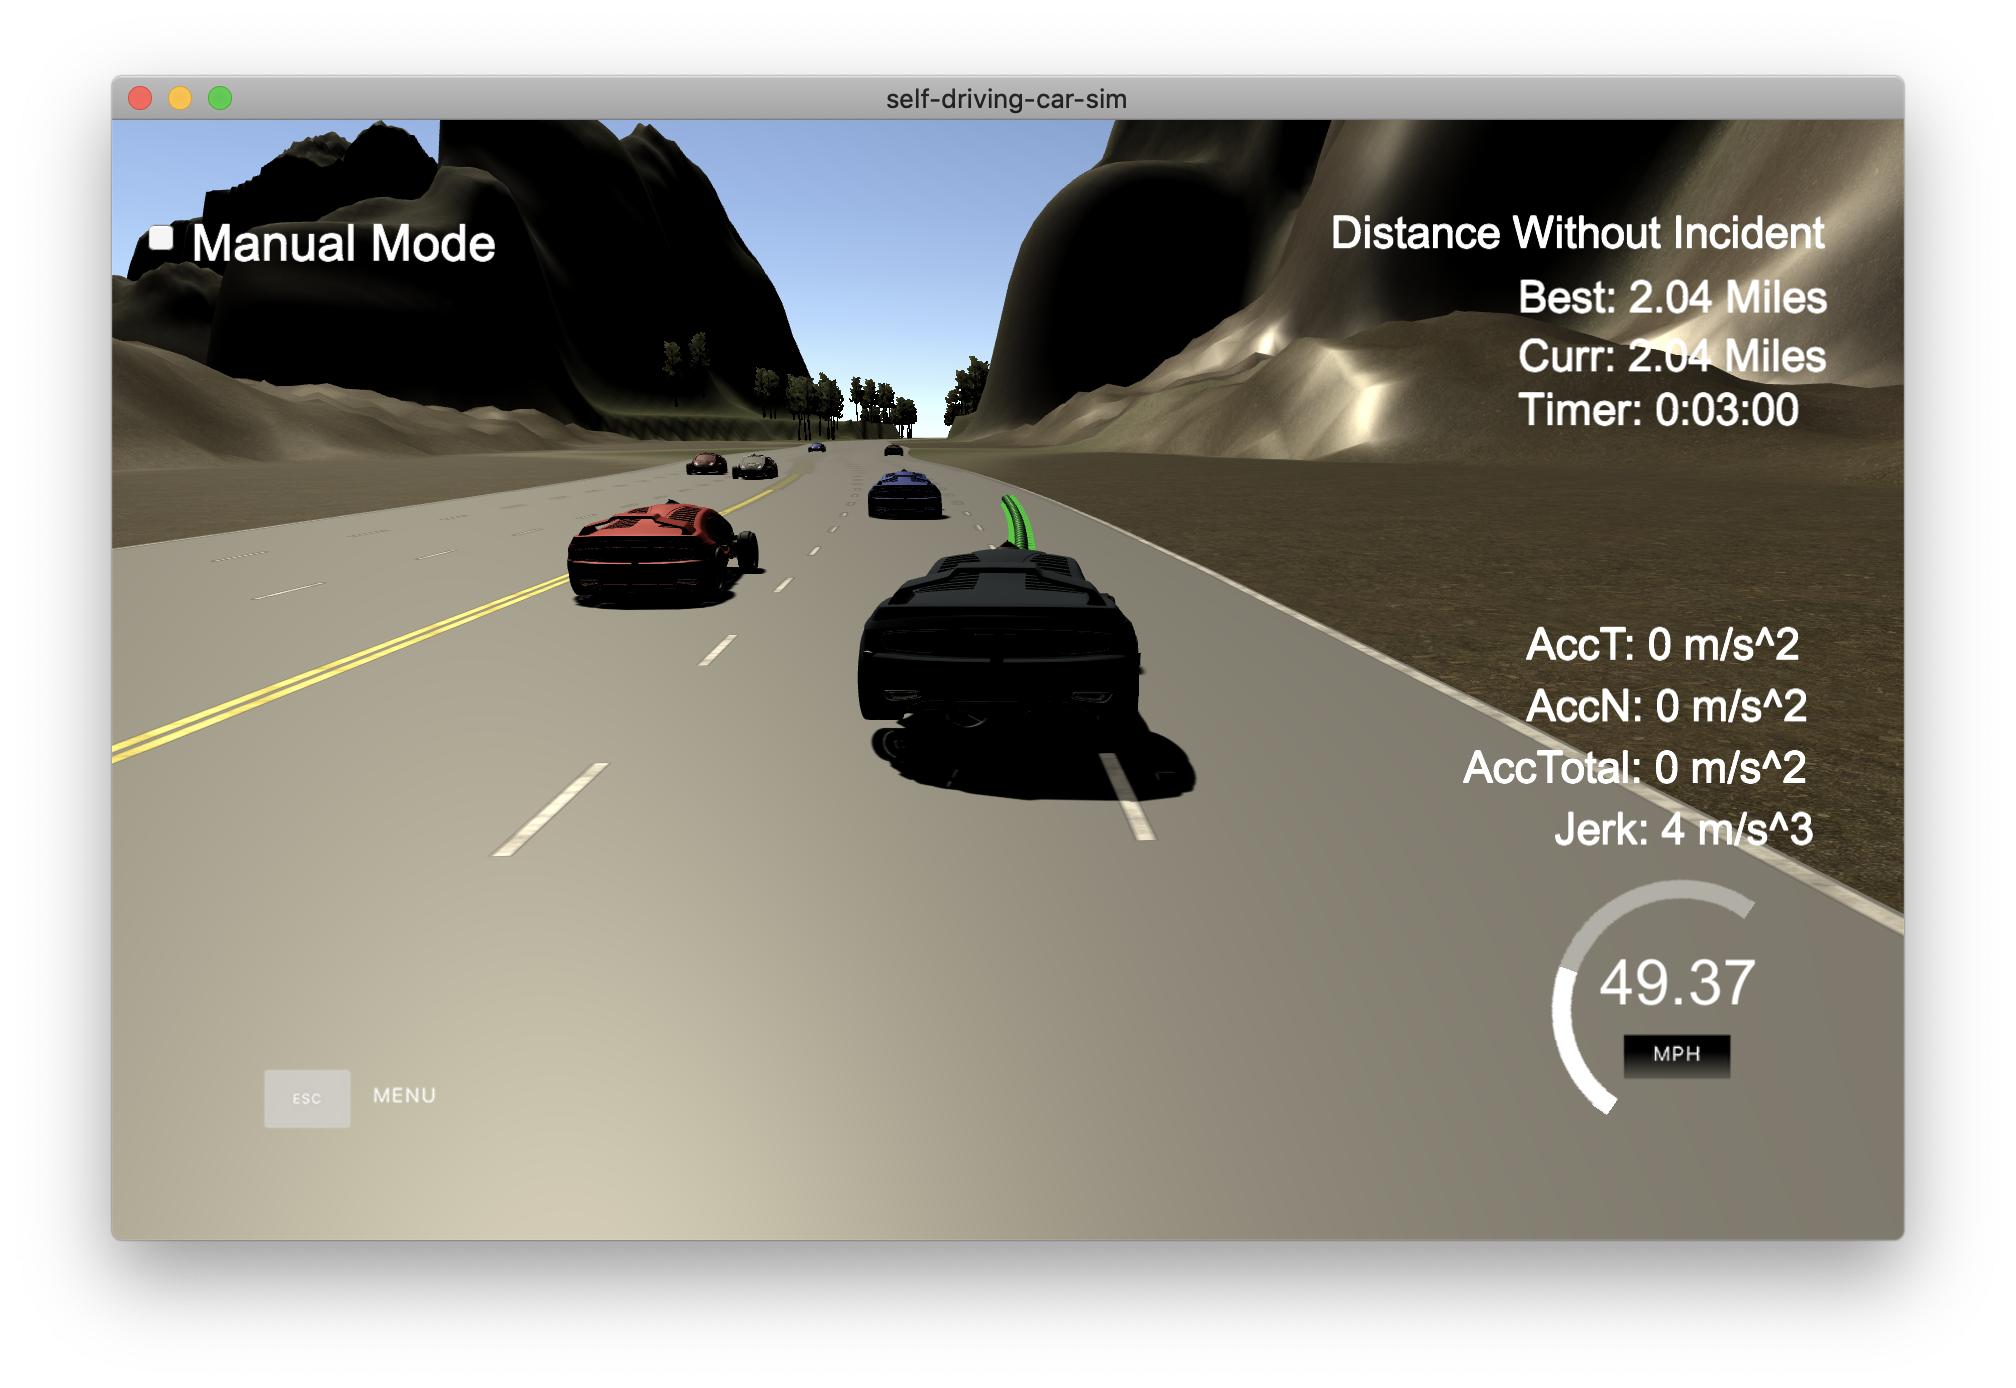 self-driving-car-sim
Manual Mode
Distance Without Incident
Best: 2.04 Miles
Curr: 2.04 Miles
Timer: 0:03:00
AccT: 0 m/s^2
AccN: 0 m/s^2
AccTotal: 0 m/s^2
Jerk: 4 m/s^3
49.37
MPH
ESC MENU